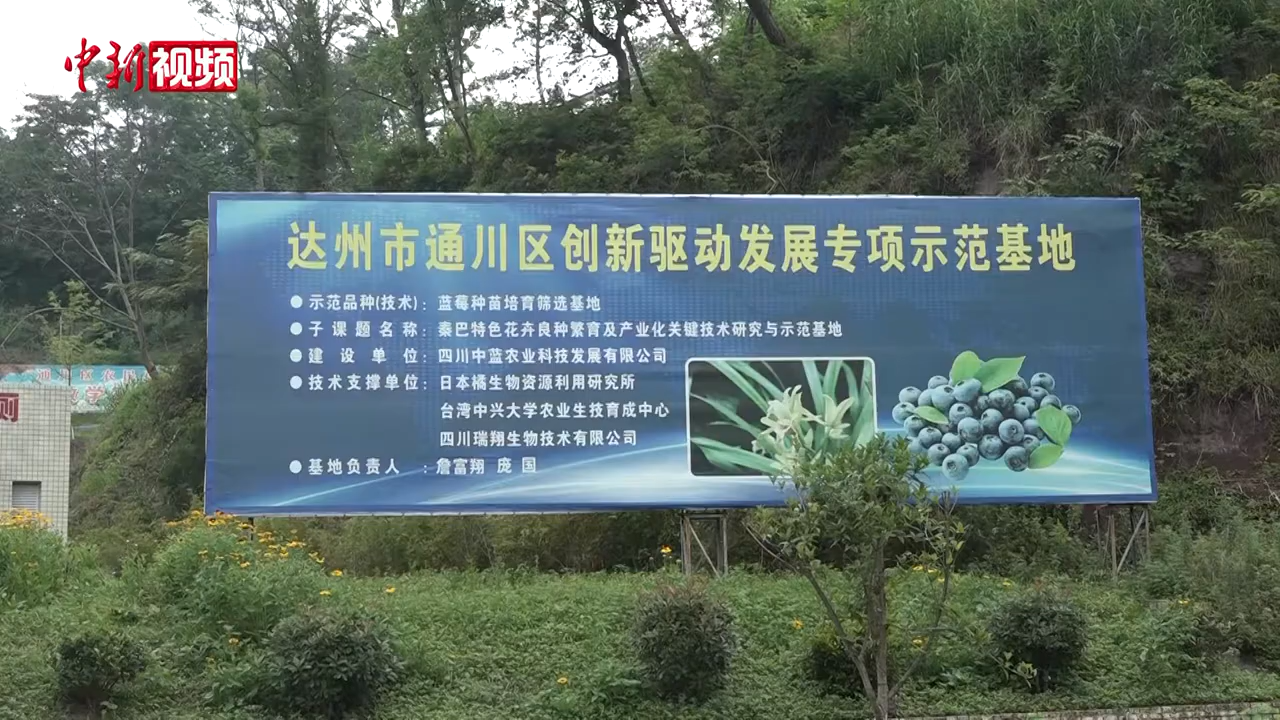 中新视频
达州市通川区创新驱动发展专项示范基地
●示范品种(技术)：蓝莓种苗培育筛选基地
●子课题名称：秦巴特色花卉良种繁育及产业化关键技术研究与示范基地
●建设单位：四川中蓝农业科技发展有限公司
●技术支撑单位：日本橘生物资源利用研究所
台湾中兴大学农业生技育成中心
四川瑞翔生物技术有限公司
●基地负责人：詹富翔 庞国